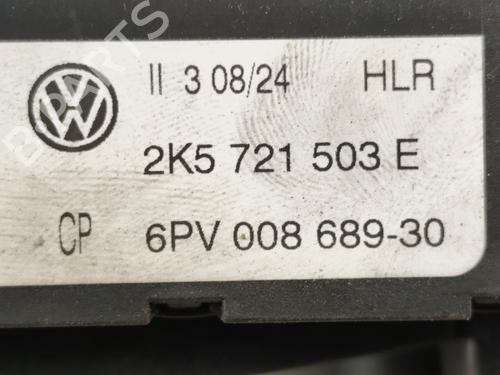 II 3 08/24 HLR
2K5 721 503 E
CP 6PV 008 689-30